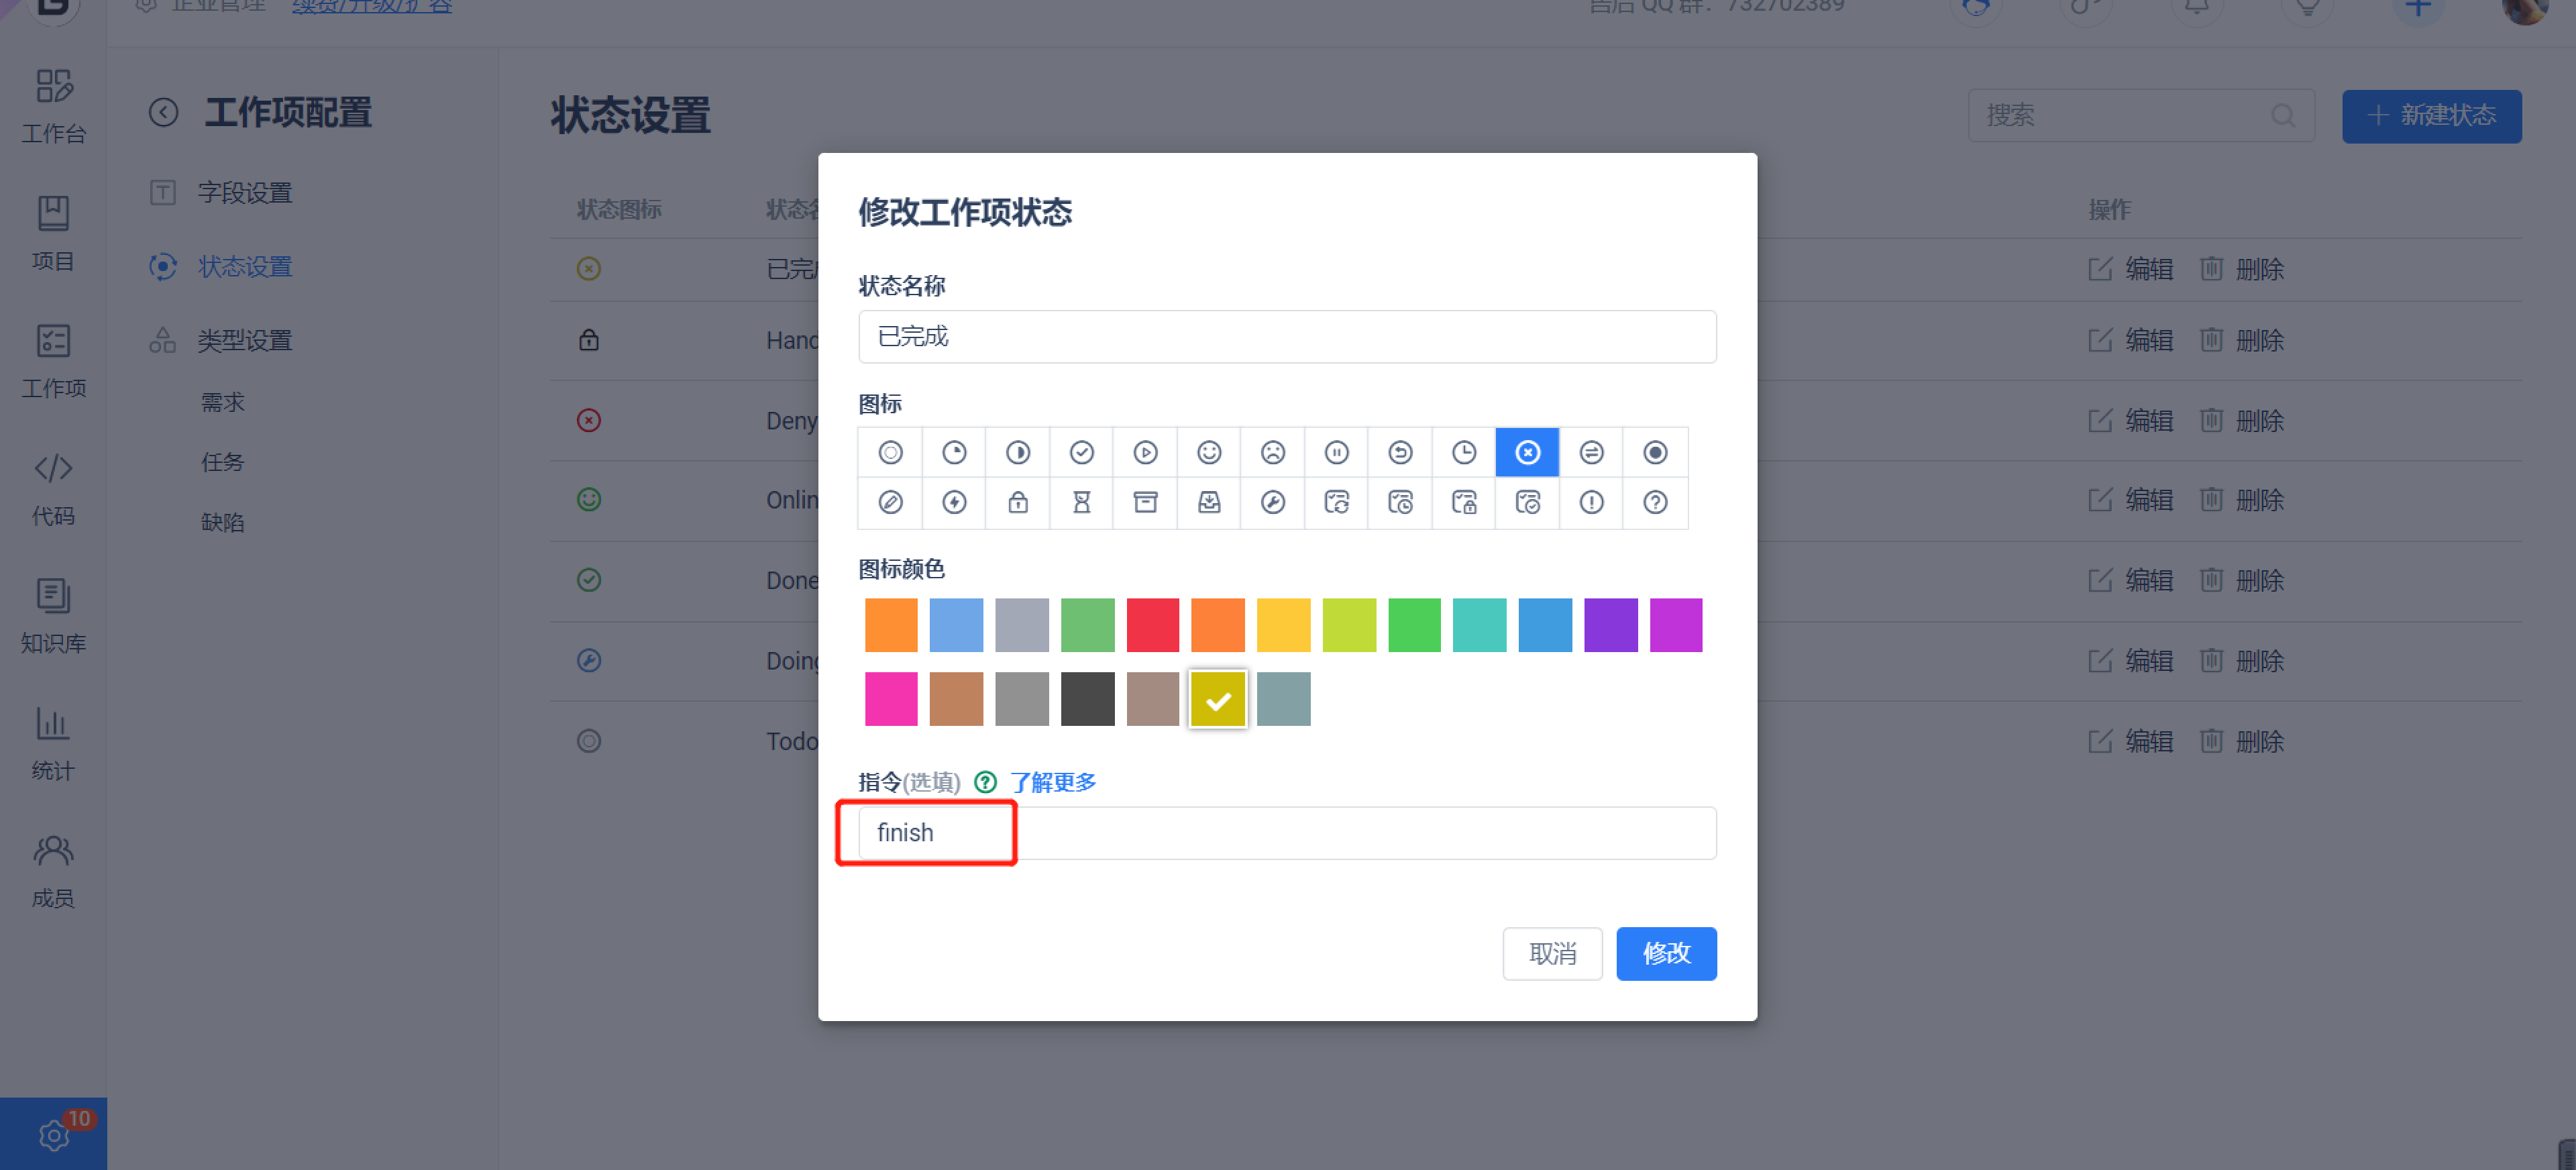 企业管理 续费/升级/扩容 售后 QQ 群：732702389
工作台
项目
工作项
代码
知识库
统计
成员
10
工作项配置
字段设置
状态设置
类型设置
需求
任务
缺陷
状态设置
搜索
新建状态
状态图标 状态名 操作
已完成 编辑 删除
Hand 编辑 删除
Deny 编辑 删除
Onlin 编辑 删除
Done 编辑 删除
Doing 编辑 删除
Todo 编辑 删除
修改工作项状态
状态名称
已完成
图标
图标颜色
指令(选填) 了解更多
finish
取消 修改